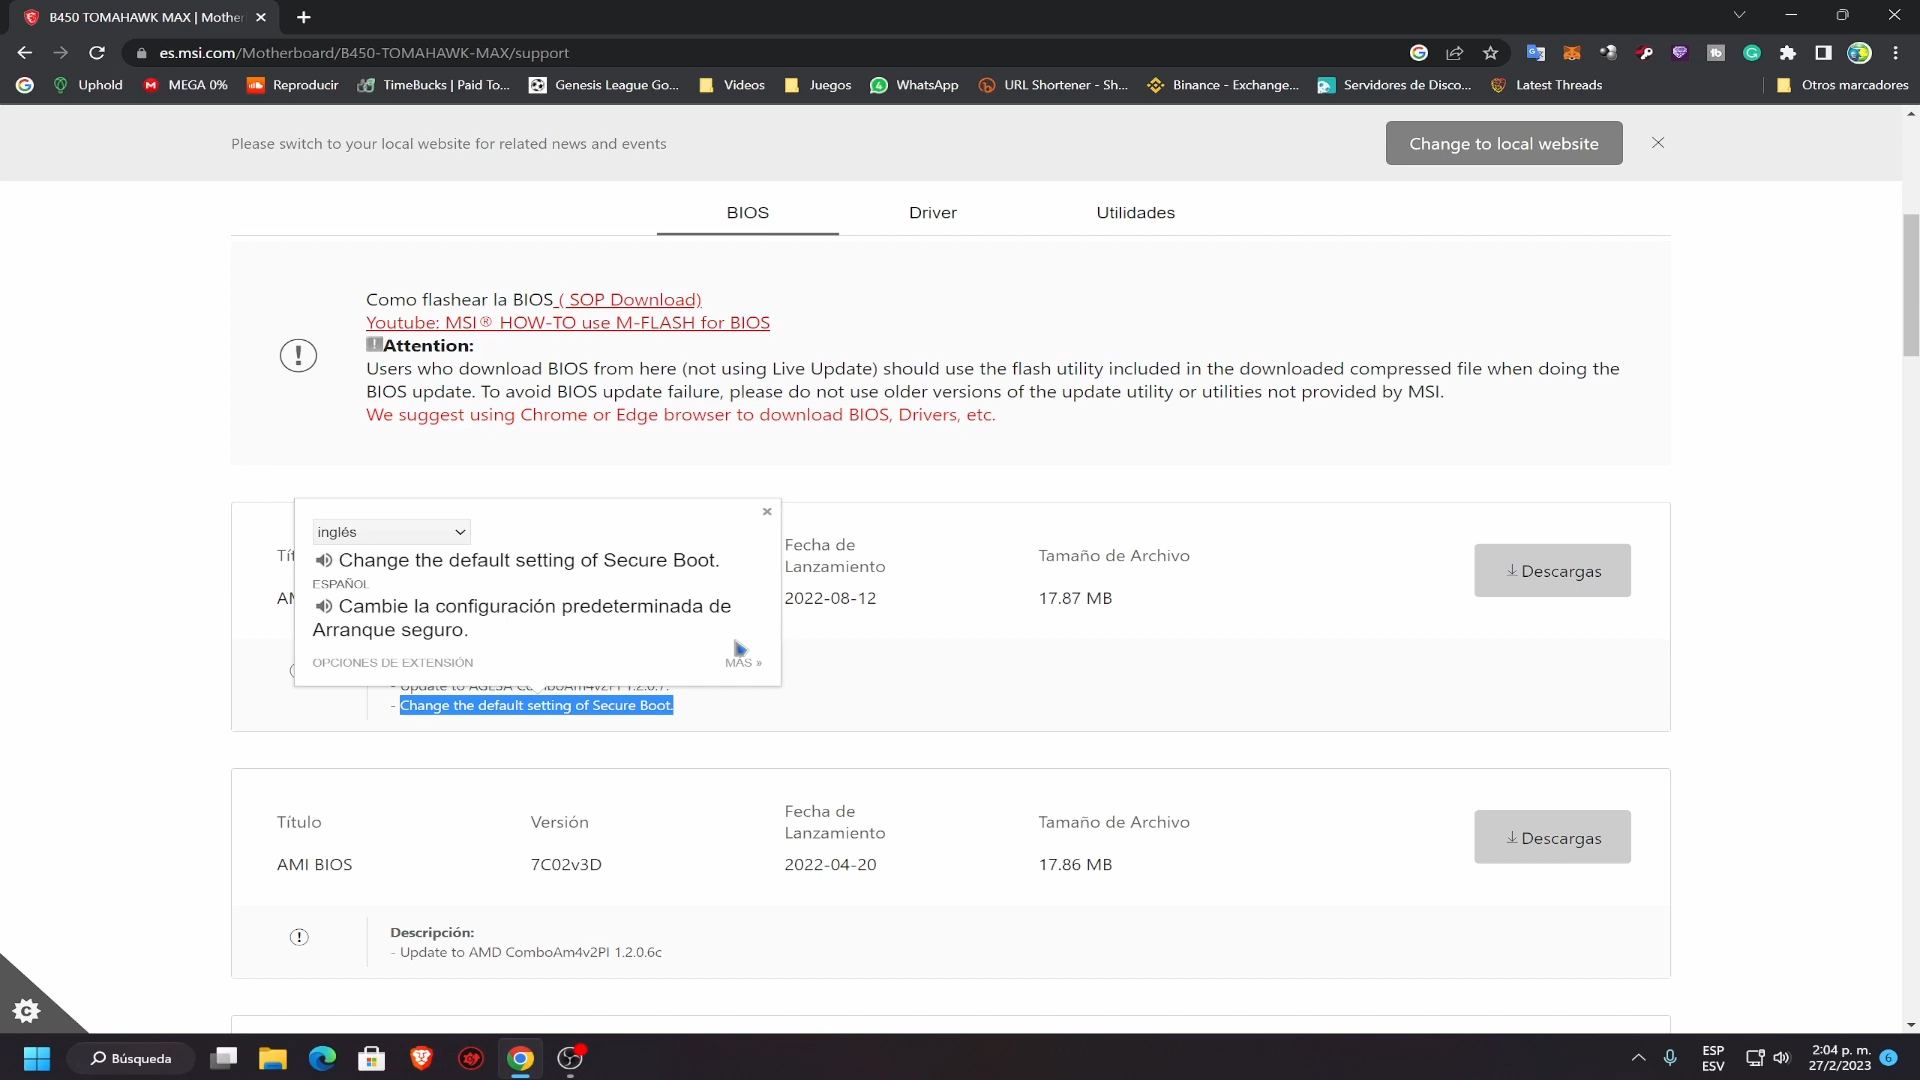 B450 TOMAHAWK MAX | Mother
es.msi.com/Motherboard/B450-TOMAHAWK-MAX/support
Uphold
MEGA 0%
Reproducir
TimeBucks | Paid To...
Genesis League Go...
Videos
Juegos
WhatsApp
URL Shortener - Sh...
Binance - Exchange...
Servidores de Disco...
Latest Threads
Otros marcadores
Please switch to your local website for related news and events
Change to local website
BIOS
Driver
Utilidades
Como flashear la BIOS ( SOP Download)
Youtube: MSI® HOW-TO use M-FLASH for BIOS
Attention:
Users who download BIOS from here (not using Live Update) should use the flash utility included in the downloaded compressed file when doing the
BIOS update. To avoid BIOS update failure, please do not use older versions of the update utility or utilities not provided by MSI.
We suggest using Chrome or Edge browser to download BIOS, Drivers, etc.
inglés
Change the default setting of Secure Boot.
ESPAÑOL
Cambie la configuración predeterminada de
Arranque seguro.
OPCIONES DE EXTENSIÓN
MÁS »
Fecha de
Lanzamiento
Tamaño de Archivo
2022-08-12
17.87 MB
Descargas
- Change the default setting of Secure Boot.
Título
Versión
Fecha de
Lanzamiento
Tamaño de Archivo
AMI BIOS
7C02v3D
2022-04-20
17.86 MB
Descargas
Descripción:
- Update to AMD ComboAm4v2PI 1.2.0.6c
Búsqueda
ESP
ESV
2:04 p. m.
27/2/2023
6